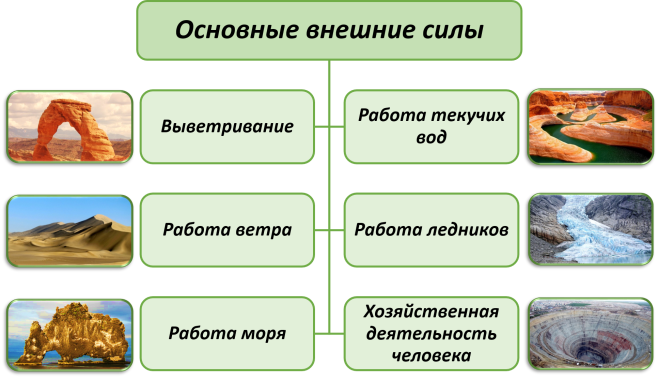 Основные внешние силы
Выветривание
Работа текучих
вод
Работа ветра
Работа ледников
Работа моря
Хозяйственная
деятельность
человека